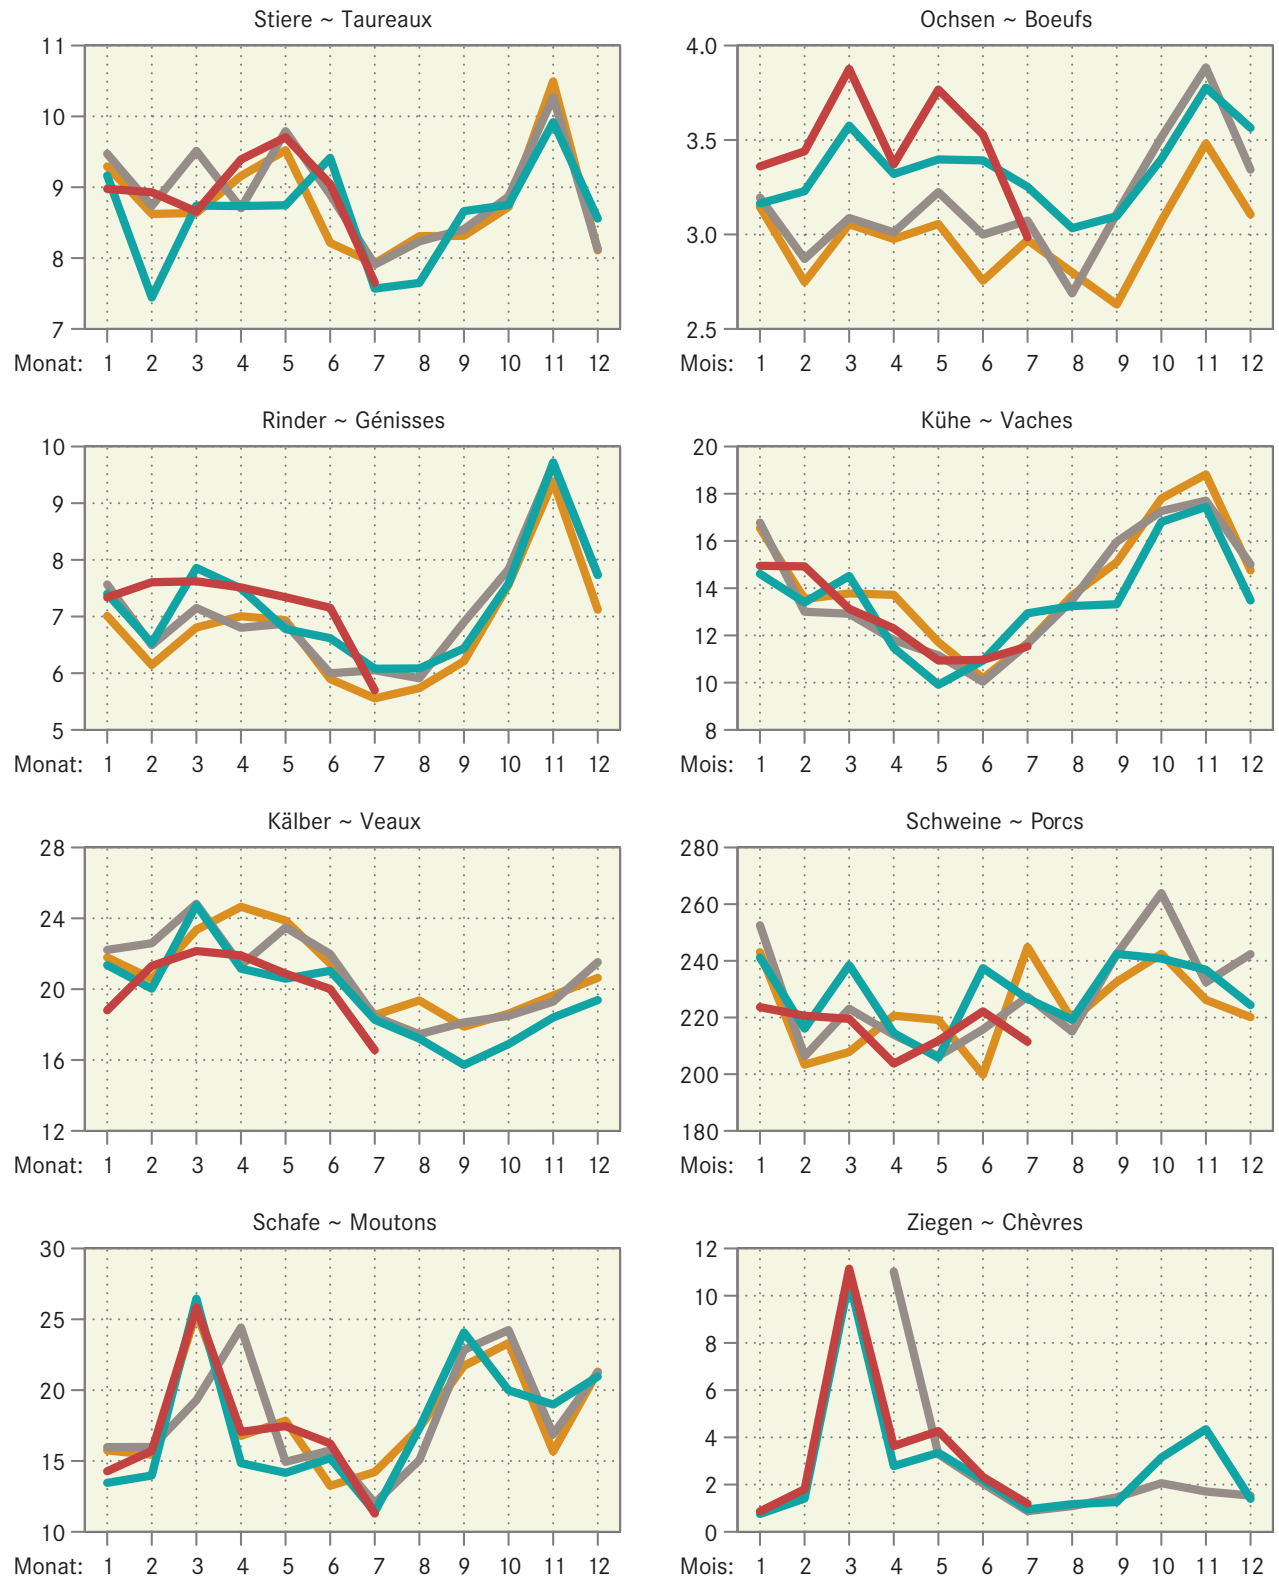 Stiere ~ Taureaux
11
10
9
8
7
Monat: 1 2 3 4 5 6 7 8 9 10 11 12
Ochsen ~ Boeufs
4.0
3.5
3.0
2.5
Mois: 1 2 3 4 5 6 7 8 9 10 11 12
Rinder ~ Génisses
10
9
8
7
6
5
Monat: 1 2 3 4 5 6 7 8 9 10 11 12
Kühe ~ Vaches
20
18
16
14
12
10
8
Mois: 1 2 3 4 5 6 7 8 9 10 11 12
Kälber ~ Veaux
28
24
20
16
12
Monat: 1 2 3 4 5 6 7 8 9 10 11 12
Schweine ~ Porcs
280
260
240
220
200
180
Mois: 1 2 3 4 5 6 7 8 9 10 11 12
Schafe ~ Moutons
30
25
20
15
10
Monat: 1 2 3 4 5 6 7 8 9 10 11 12
Ziegen ~ Chèvres
12
10
8
6
4
2
0
Mois: 1 2 3 4 5 6 7 8 9 10 11 12